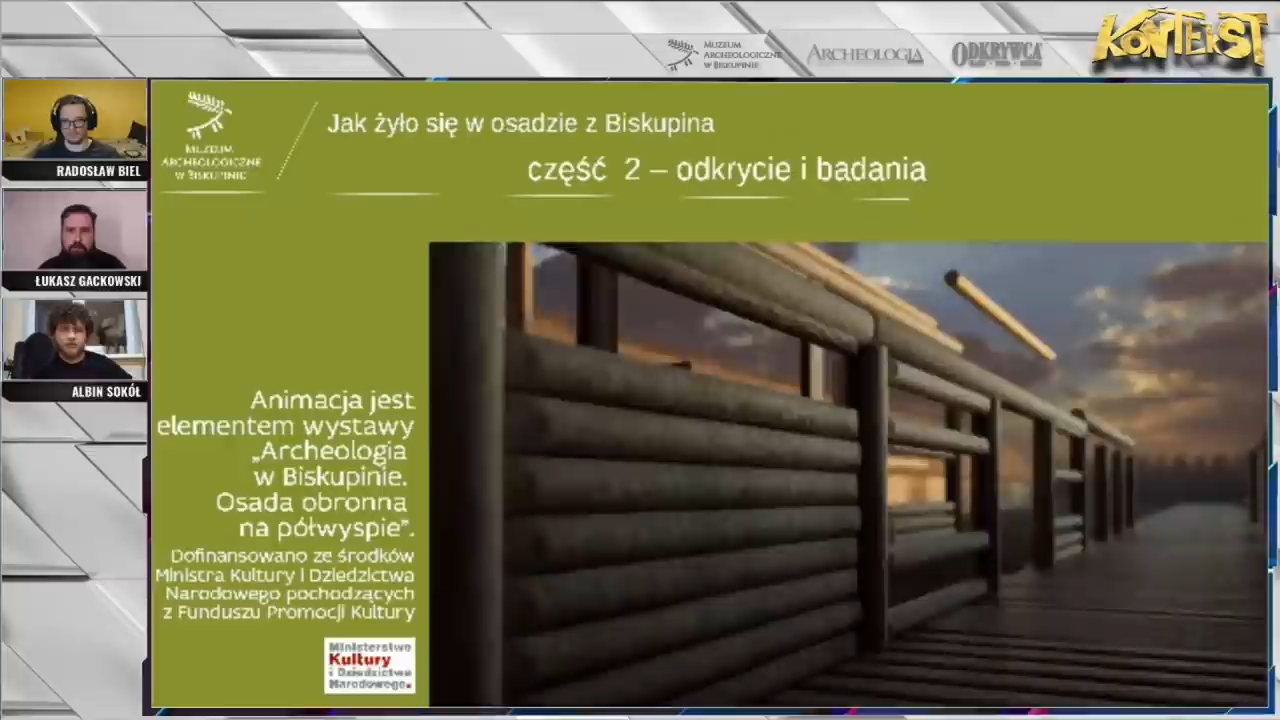 MUZEUM
ARCHEOLOGICZNE
W BISKUPINIE
ARCHEOLOGIA
ODKRYWCA
KONTEKST
RADOSŁAW BIEL
ŁUKASZ GACKOWSKI
ALBIN SOKÓŁ
MUZEUM
ARCHEOLOGICZNE
W BISKUPINIE
Jak żyło się w osadzie z Biskupina
część 2 – odkrycie i badania
Animacja jest
elementem wystawy
„Archeologia
w Biskupinie.
Osada obronna
na półwyspie”.
Dofinansowano ze środków
Ministra Kultury i Dziedzictwa
Narodowego pochodzących
z Funduszu Promocji Kultury
Ministerstwo
Kultury
i Dziedzictwa
Narodowego.